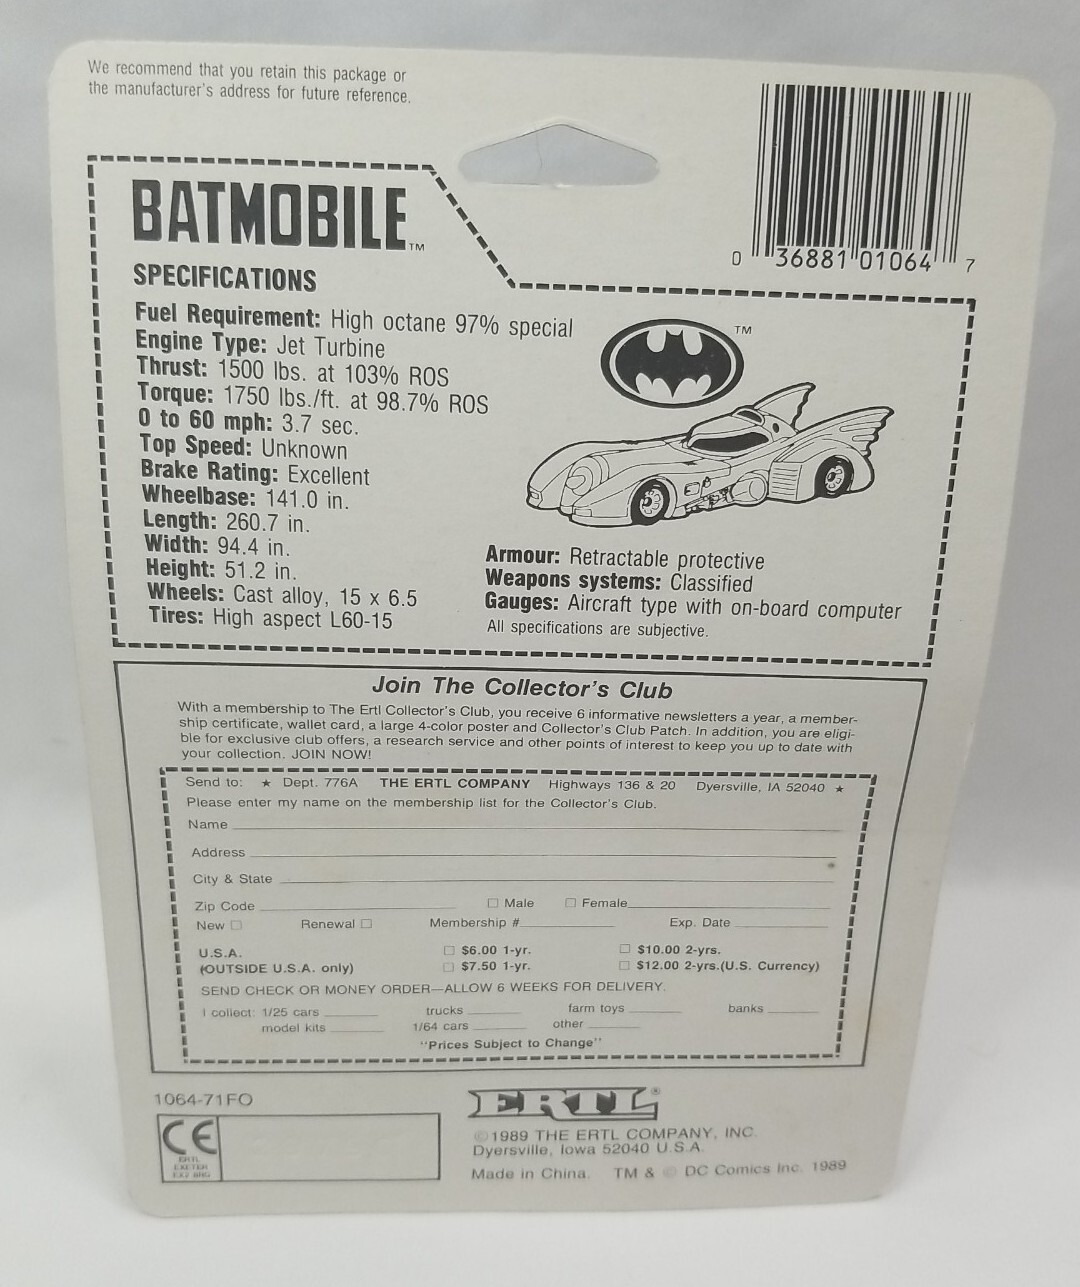 We recommend that you retain this package or
the manufacturer's address for future reference.
0 36881 01064 7
BATMOBILE™
SPECIFICATIONS
Fuel Requirement: High octane 97% special
Engine Type: Jet Turbine
Thrust: 1500 lbs. at 103% ROS
Torque: 1750 lbs./ft. at 98.7% ROS
0 to 60 mph: 3.7 sec.
Top Speed: Unknown
Brake Rating: Excellent
Wheelbase: 141.0 in.
Length: 260.7 in.
Width: 94.4 in.
Height: 51.2 in.
Wheels: Cast alloy, 15 x 6.5
Tires: High aspect L60-15
TM
Armour: Retractable protective
Weapons systems: Classified
Gauges: Aircraft type with on-board computer
All specifications are subjective.
Join The Collector's Club
With a membership to The Ertl Collector's Club, you receive 6 informative newsletters a year, a member-
ship certificate, wallet card, a large 4-color poster and Collector's Club Patch. In addition, you are eligi-
ble for exclusive club offers, a research service and other points of interest to keep you up to date with
your collection. JOIN NOW!
Send to: ★ Dept. 776A THE ERTL COMPANY Highways 136 & 20 Dyersville, IA 52040 ★
Please enter my name on the membership list for the Collector's Club.
Name
Address
City & State
Zip Code □ Male □ Female
New □ Renewal □ Membership # Exp. Date
U.S.A. □ $6.00 1-yr. □ $10.00 2-yrs.
(OUTSIDE U.S.A. only) □ $7.50 1-yr. □ $12.00 2-yrs.(U.S. Currency)
SEND CHECK OR MONEY ORDER—ALLOW 6 WEEKS FOR DELIVERY.
I collect: 1/25 cars trucks farm toys banks
model kits 1/64 cars other
"Prices Subject to Change"
1064-71FO
CE
ERTL
EXETER
EX2
ERTL®
©1989 THE ERTL COMPANY, INC.
Dyersville, Iowa 52040 U.S.A.
Made in China. TM & © DC Comics Inc. 1989